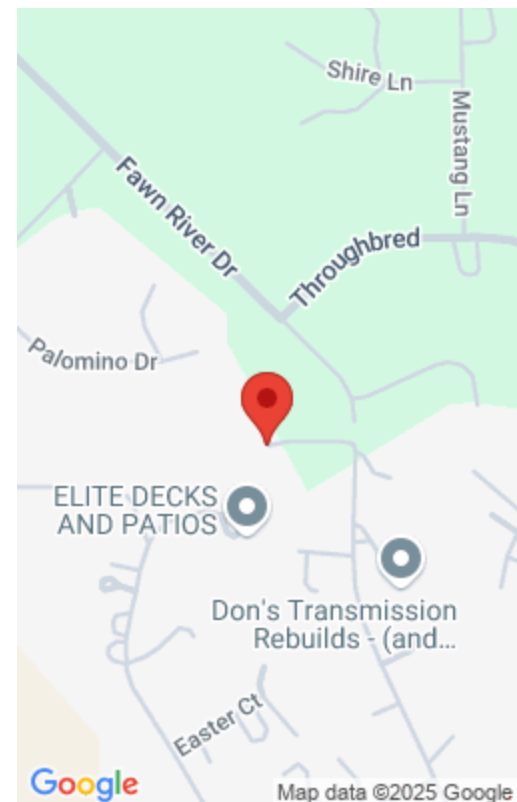 Shire Ln
Mustang Ln
Fawn River Dr
Throughbred
Palomino Dr
ELITE DECKS
AND PATIOS
Don's Transmission
Rebuilds - (and...
Easter Ct
Google
Map data ©2025 Google